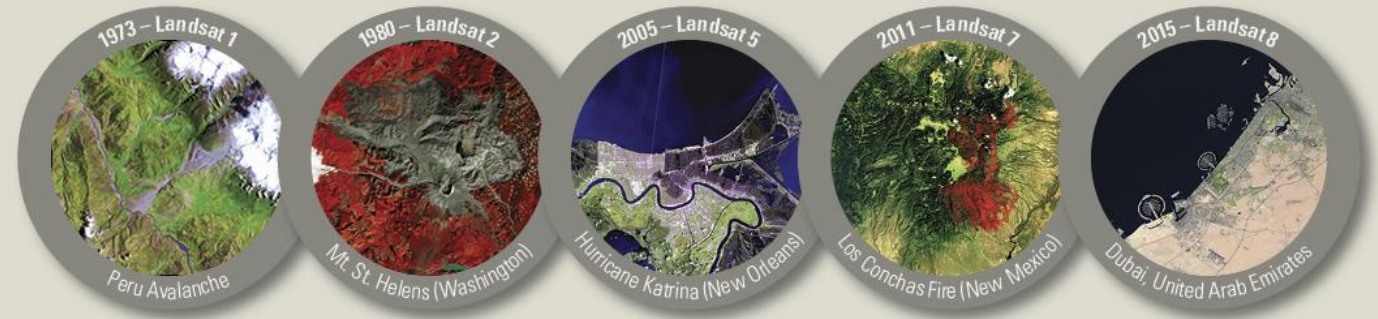 1973 – Landsat 1
Peru Avalanche
1980 – Landsat 2
Mt. St. Helens (Washington)
2005 – Landsat 5
Hurricane Katrina (New Orleans)
2011 – Landsat 7
Los Conchas Fire (New Mexico)
2015 – Landsat 8
Dubai, United Arab Emirates